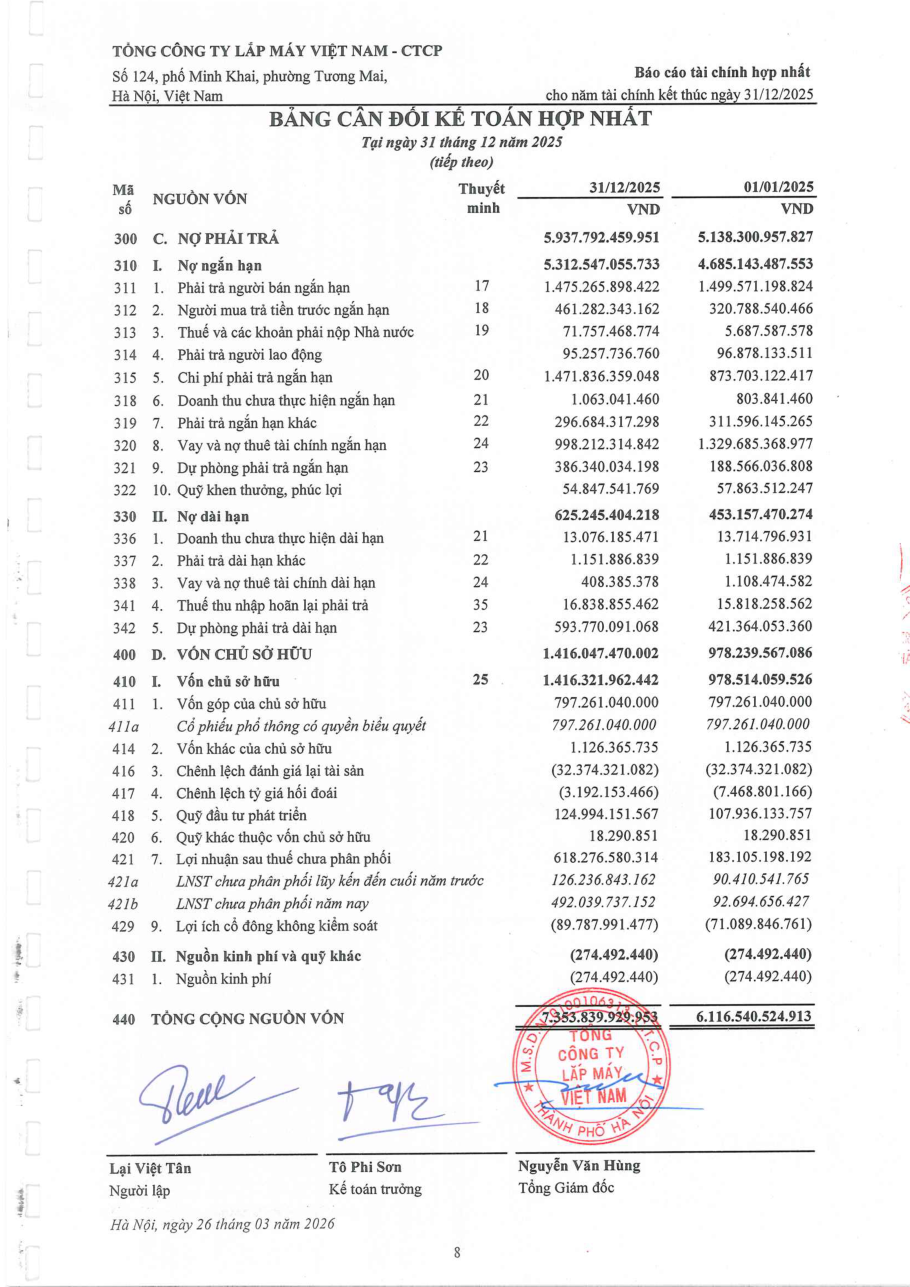 TỔNG CÔNG TY LẮP MÁY VIỆT NAM - CTCP
Số 124, phố Minh Khai, phường Tương Mai,
Hà Nội, Việt Nam
Báo cáo tài chính hợp nhất
cho năm tài chính kết thúc ngày 31/12/2025
BẢNG CÂN ĐỐI KẾ TOÁN HỢP NHẤT
Tại ngày 31 tháng 12 năm 2025
(tiếp theo)
Mã số NGUỒN VỐN Thuyết minh 31/12/2025 01/01/2025
VND VND
300 C. NỢ PHẢI TRẢ 5.937.792.459.951 5.138.300.957.827
310 I. Nợ ngắn hạn 5.312.547.055.733 4.685.143.487.553
311 1. Phải trả người bán ngắn hạn 17 1.475.265.898.422 1.499.571.198.824
312 2. Người mua trả tiền trước ngắn hạn 18 461.282.343.162 320.788.540.466
313 3. Thuế và các khoản phải nộp Nhà nước 19 71.757.468.774 5.687.587.578
314 4. Phải trả người lao động 95.257.736.760 96.878.133.511
315 5. Chi phí phải trả ngắn hạn 20 1.471.836.359.048 873.703.122.417
318 6. Doanh thu chưa thực hiện ngắn hạn 21 1.063.041.460 803.841.460
319 7. Phải trả ngắn hạn khác 22 296.684.317.298 311.596.145.265
320 8. Vay và nợ thuê tài chính ngắn hạn 24 998.212.314.842 1.329.685.368.977
321 9. Dự phòng phải trả ngắn hạn 23 386.340.034.198 188.566.036.808
322 10. Quỹ khen thưởng, phúc lợi 54.847.541.769 57.863.512.247
330 II. Nợ dài hạn 625.245.404.218 453.157.470.274
336 1. Doanh thu chưa thực hiện dài hạn 21 13.076.185.471 13.714.796.931
337 2. Phải trả dài hạn khác 22 1.151.886.839 1.151.886.839
338 3. Vay và nợ thuê tài chính dài hạn 24 408.385.378 1.108.474.582
341 4. Thuế thu nhập hoãn lại phải trả 35 16.838.855.462 15.818.258.562
342 5. Dự phòng phải trả dài hạn 23 593.770.091.068 421.364.053.360
400 D. VỐN CHỦ SỞ HỮU 1.416.047.470.002 978.239.567.086
410 I. Vốn chủ sở hữu 25 1.416.321.962.442 978.514.059.526
411 1. Vốn góp của chủ sở hữu 797.261.040.000 797.261.040.000
411a Cổ phiếu phổ thông có quyền biểu quyết 797.261.040.000 797.261.040.000
414 2. Vốn khác của chủ sở hữu 1.126.365.735 1.126.365.735
416 3. Chênh lệch đánh giá lại tài sản (32.374.321.082) (32.374.321.082)
417 4. Chênh lệch tỷ giá hối đoái (3.192.153.466) (7.468.801.166)
418 5. Quỹ đầu tư phát triển 124.994.151.567 107.936.133.757
420 6. Quỹ khác thuộc vốn chủ sở hữu 18.290.851 18.290.851
421 7. Lợi nhuận sau thuế chưa phân phối 618.276.580.314 183.105.198.192
421a LNST chưa phân phối lũy kến đến cuối năm trước 126.236.843.162 90.410.541.765
421b LNST chưa phân phối năm nay 492.039.737.152 92.694.656.427
429 9. Lợi ích cổ đông không kiểm soát (89.787.991.477) (71.089.846.761)
430 II. Nguồn kinh phí và quỹ khác (274.492.440) (274.492.440)
431 1. Nguồn kinh phí (274.492.440) (274.492.440)
440 TỔNG CỘNG NGUỒN VỐN 7.353.839.929.953 6.116.540.524.913
TỔNG
CÔNG TY
LẮP MÁY
VIỆT NAM
THÀNH PHỐ HÀ NỘI
Lại Việt Tân
Người lập
Tô Phi Sơn
Kế toán trưởng
Nguyễn Văn Hùng
Tổng Giám đốc
Hà Nội, ngày 26 tháng 03 năm 2026
8